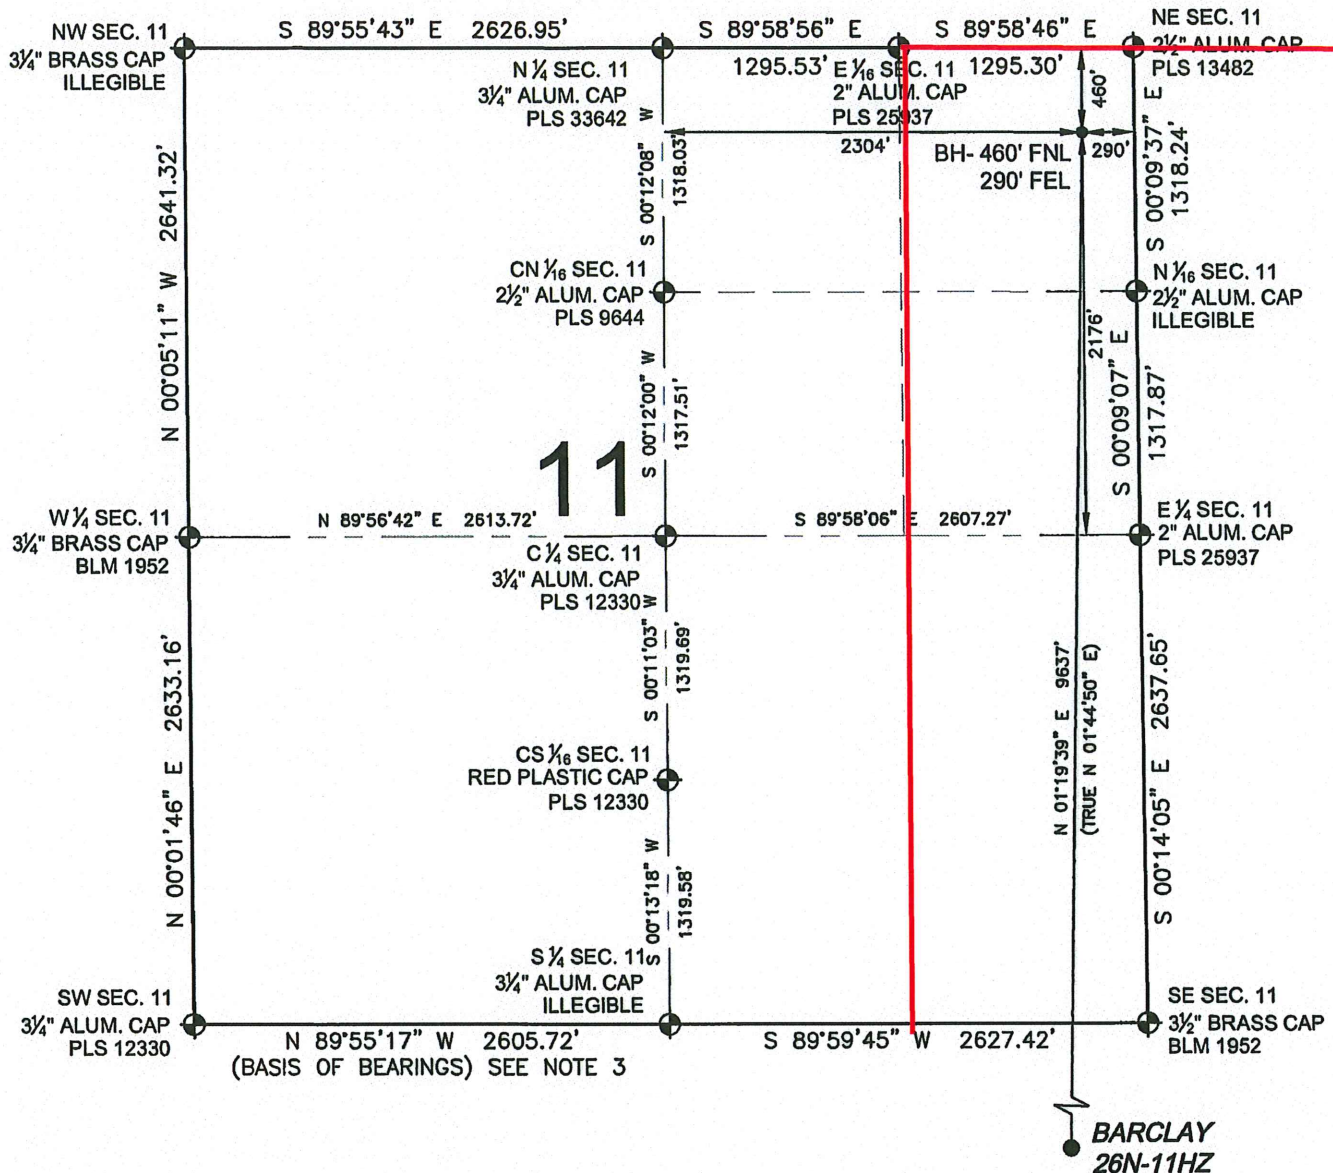 NW SEC. 11
3¼" BRASS CAP
ILLEGIBLE
S 89°55'43" E 2626.95'
S 89°58'56" E
1295.53'
S 89°58'46" E
1295.30'
NE SEC. 11
2½" ALUM. CAP
PLS 13482
N ¼ SEC. 11
3¼" ALUM. CAP
PLS 33642
E 1⁄16 SEC. 11
2" ALUM. CAP
PLS 25937
460'
2304'
290'
BH- 460' FNL
290' FEL
S 00°09'37" E
1318.24'
N 00°05'11" W 2641.32'
S 00°12'08" W
1318.03'
CN 1⁄16 SEC. 11
2½" ALUM. CAP
PLS 9644
N 1⁄16 SEC. 11
2½" ALUM. CAP
ILLEGIBLE
2176'
S 00°12'00" W
1317.51'
S 00°09'07" E
1317.87'
11
W ¼ SEC. 11
3¼" BRASS CAP
BLM 1952
N 89°56'42" E 2613.72'
S 89°58'06" E 2607.27'
C ¼ SEC. 11
3¼" ALUM. CAP
PLS 12330
E ¼ SEC. 11
2" ALUM. CAP
PLS 25937
N 00°01'46" E 2633.16'
S 00°11'03" W
1319.69'
N 01°19'39" E 9637'
(TRUE N 01°44'50" E)
S 00°14'05" E 2637.65'
CS 1⁄16 SEC. 11
RED PLASTIC CAP
PLS 12330
S 00°13'18" W
1319.58'
S ¼ SEC. 11
3¼" ALUM. CAP
ILLEGIBLE
SW SEC. 11
3¼" ALUM. CAP
PLS 12330
SE SEC. 11
3½" BRASS CAP
BLM 1952
N 89°55'17" W 2605.72'
(BASIS OF BEARINGS) SEE NOTE 3
S 89°59'45" W 2627.42'
BARCLAY
26N-11HZ